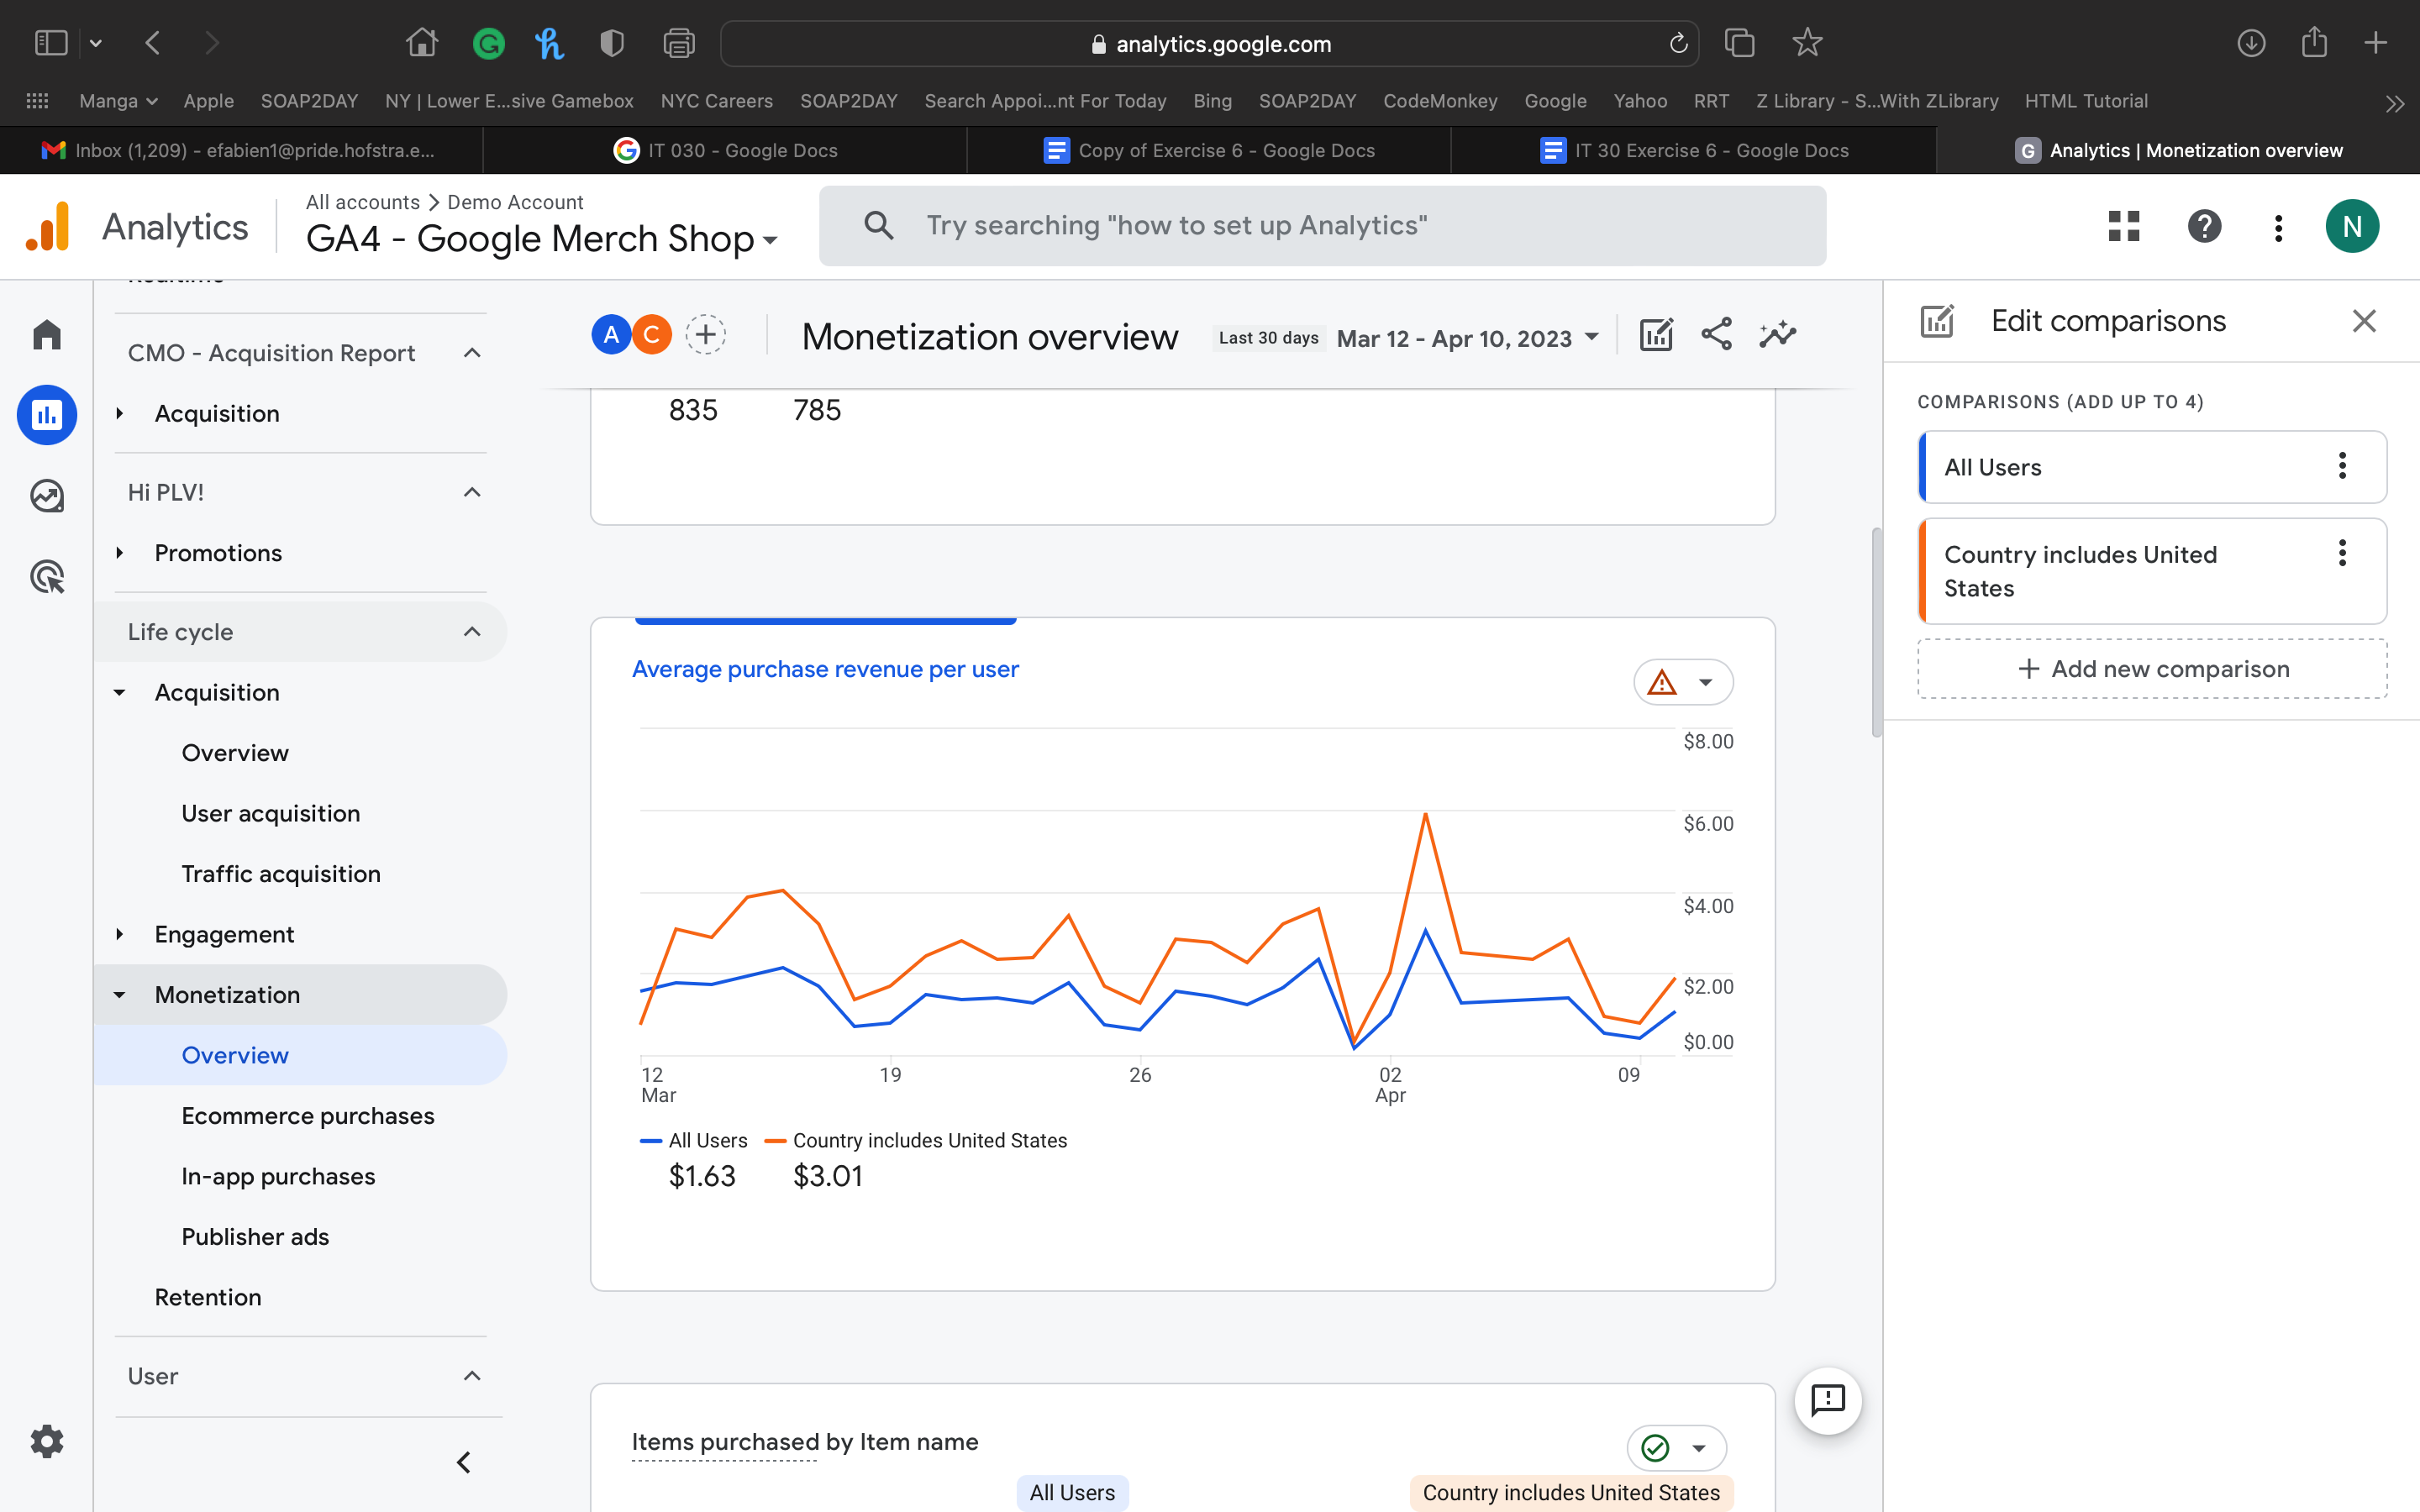 analytics.google.com
Manga
Apple
SOAP2DAY
NY | Lower E...sive Gamebox
NYC Careers
SOAP2DAY
Search Appoi...nt For Today
Bing
SOAP2DAY
CodeMonkey
Google
Yahoo
RRT
Z Library - S...With ZLibrary
HTML Tutorial
Inbox (1,209) - efabien1@pride.hofstra.e...
IT 030 - Google Docs
Copy of Exercise 6 - Google Docs
IT 30 Exercise 6 - Google Docs
G
Analytics | Monetization overview
Analytics
All accounts > Demo Account
GA4 - Google Merch Shop
Try searching "how to set up Analytics"
N
Realtime
CMO - Acquisition Report
Acquisition
Hi PLV!
Promotions
Life cycle
Acquisition
Overview
User acquisition
Traffic acquisition
Engagement
Monetization
Overview
Ecommerce purchases
In-app purchases
Publisher ads
Retention
User
A
C
Monetization overview
Last 30 days
Mar 12 - Apr 10, 2023
835
785
Average purchase revenue per user
$8.00
$6.00
$4.00
$2.00
$0.00
12
Mar
19
26
02
Apr
09
All Users
Country includes United States
$1.63
$3.01
Items purchased by Item name
All Users
Country includes United States
Edit comparisons
COMPARISONS (ADD UP TO 4)
All Users
Country includes United
States
+ Add new comparison